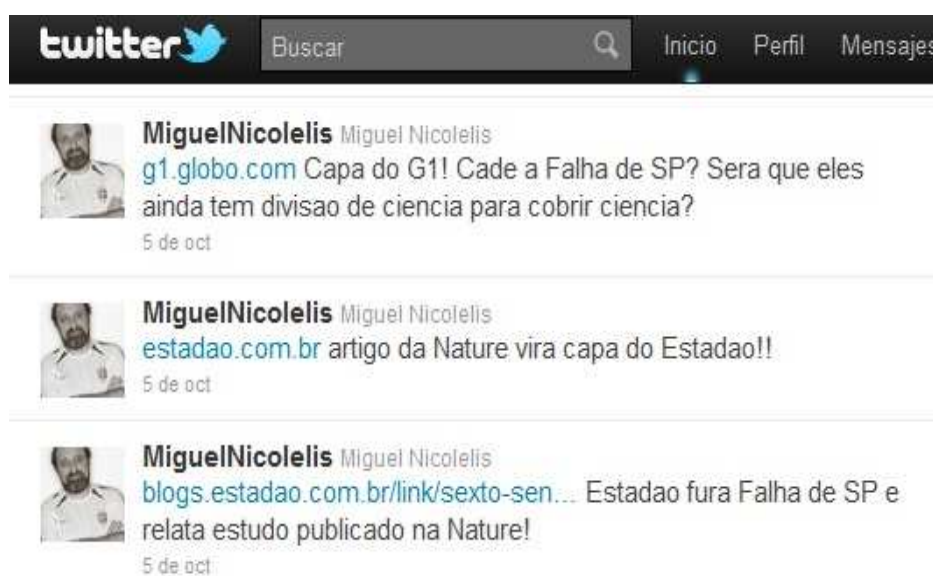 twitter Buscar Inicio Perfil Mensajes
MiguelNicolelis Miguel Nicolelis
g1.globo.com Capa do G1! Cade a Falha de SP? Sera que eles
ainda tem divisao de ciencia para cobrir ciencia?
5 de oct
MiguelNicolelis Miguel Nicolelis
estadao.com.br artigo da Nature vira capa do Estadao!!
5 de oct
MiguelNicolelis Miguel Nicolelis
blogs.estadao.com.br/link/sexto-sen... Estadao fura Falha de SP e
relata estudo publicado na Nature!
5 de oct